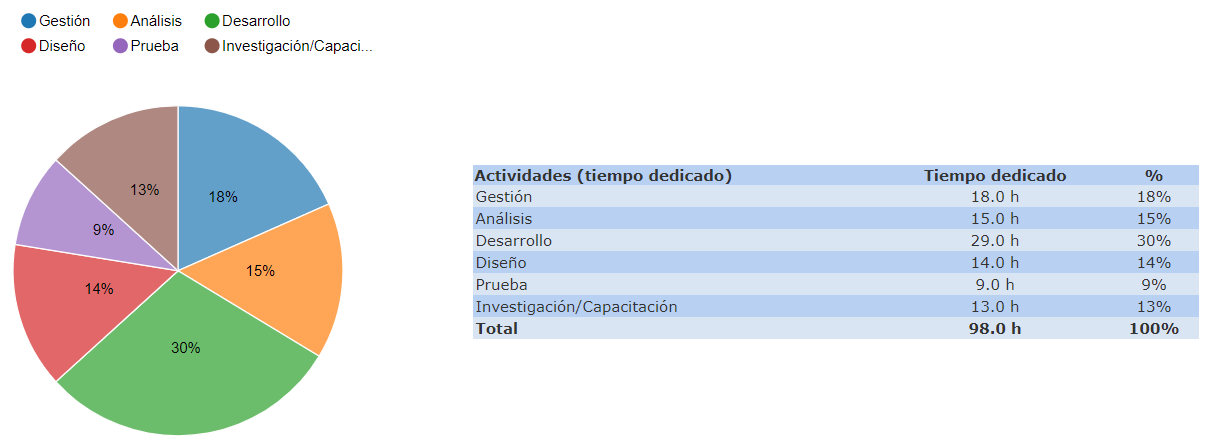 Gestión Análisis Desarrollo
Diseño Prueba Investigación/Capaci...
13%
18%
9%
15%
14%
30%
Actividades (tiempo dedicado) Tiempo dedicado %
Gestión 18.0 h 18%
Análisis 15.0 h 15%
Desarrollo 29.0 h 30%
Diseño 14.0 h 14%
Prueba 9.0 h 9%
Investigación/Capacitación 13.0 h 13%
Total 98.0 h 100%